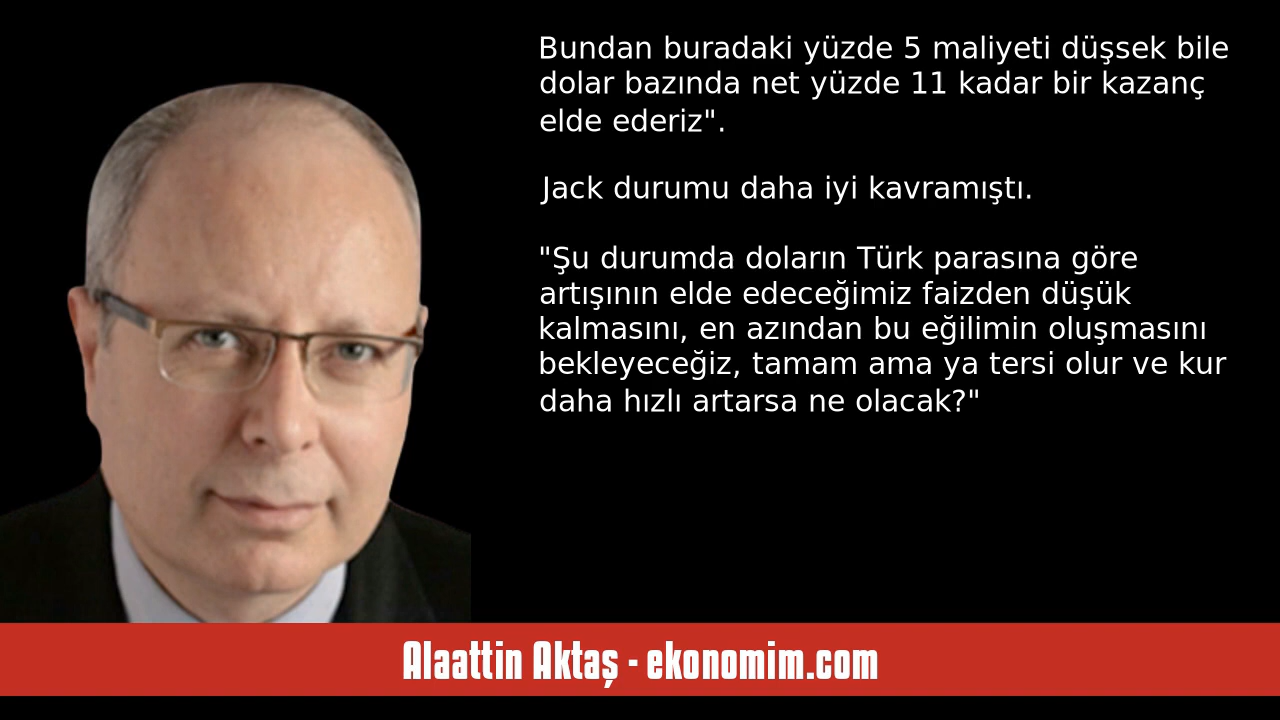 Bundan buradaki yüzde 5 maliyeti düşsek bile
dolar bazında net yüzde 11 kadar bir kazanç
elde ederiz".
Jack durumu daha iyi kavramıştı.
"Şu durumda doların Türk parasına göre
artışının elde edeceğimiz faizden düşük
kalmasını, en azından bu eğilimin oluşmasını
bekleyeceğiz, tamam ama ya tersi olur ve kur
daha hızlı artarsa ne olacak?"
Alaattin Aktaş - ekonomim.com